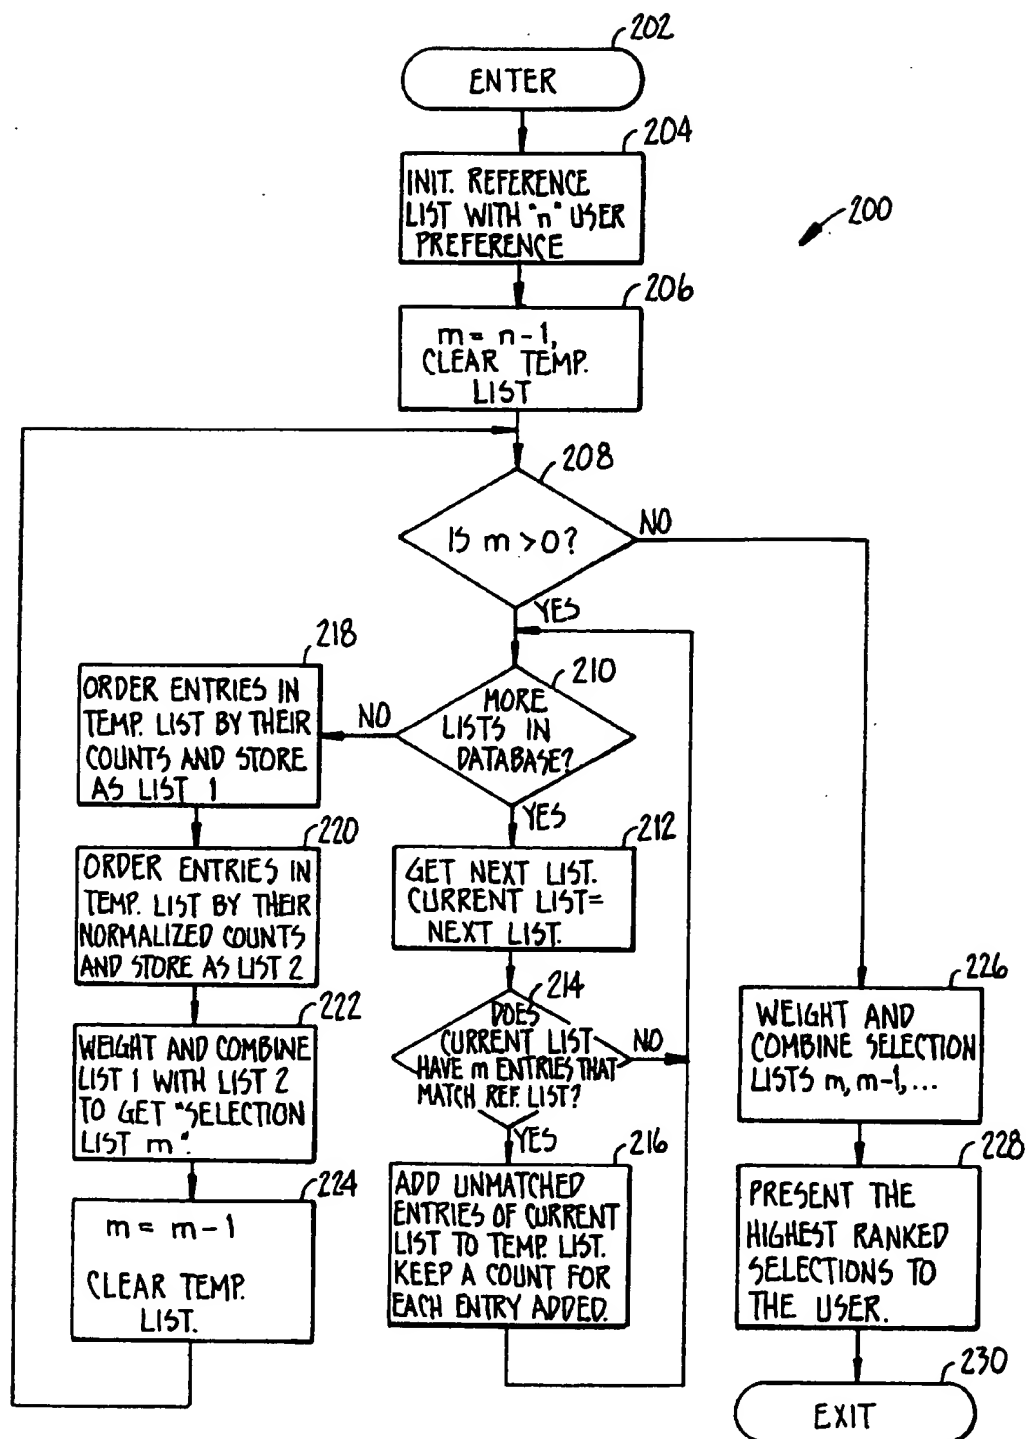 202
ENTER
204
INIT. REFERENCE
LIST WITH "n" USER
PREFERENCE
200
206
m = n-1,
CLEAR TEMP.
LIST
208
IS m > 0?
NO
YES
210
MORE
LISTS IN
DATABASE?
NO
YES
218
ORDER ENTRIES IN
TEMP. LIST BY THEIR
COUNTS AND STORE
AS LIST 1
220
ORDER ENTRIES IN
TEMP. LIST BY THEIR
NORMALIZED COUNTS
AND STORE AS LIST 2
222
WEIGHT AND COMBINE
LIST 1 WITH LIST 2
TO GET "SELECTION
LIST m".
224
m = m-1
CLEAR TEMP.
LIST.
212
GET NEXT LIST.
CURRENT LIST=
NEXT LIST.
214
DOES
CURRENT LIST
HAVE m ENTRIES THAT
MATCH REF. LIST?
NO
YES
216
ADD UNMATCHED
ENTRIES OF CURRENT
LIST TO TEMP. LIST.
KEEP A COUNT FOR
EACH ENTRY ADDED.
226
WEIGHT AND
COMBINE SELECTION
LISTS m, m-1, ...
228
PRESENT THE
HIGHEST RANKED
SELECTIONS TO
THE USER.
230
EXIT